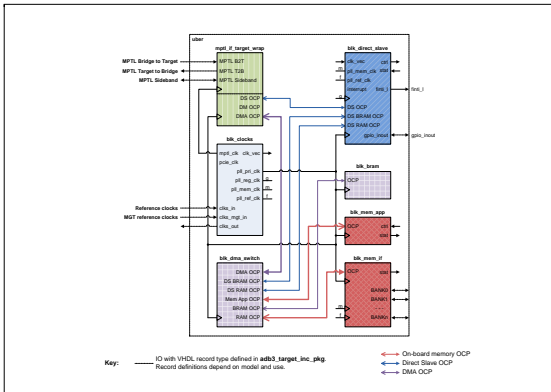 uber
mptl_if_target_wrap
MPTL Bridge to Target
MPTL B2T
MPTL Target to Bridge
MPTL T2B
MPTL Sideband
MPTL Sideband
DS OCP
DM OCP
DMA OCP
blk_direct_slave
clk_vec
ctrl
m
pll_mem_clk
stat
r
pll_ref_clk
interrupt
finti_l
finti_l
p
DS OCP
DS BRAM OCP
DS RAM OCP
gpio_inout
gpio_inout
blk_clocks
mptl_clk
clk_vec
pcie_clk
pll_pri_clk
pll_reg_clk
p
pll_mem_clk
m
pll_ref_clk
r
Reference clocks
clks_in
MGT reference clocks
clks_mgt_in
clks_out
blk_bram
OCP
blk_mem_app
OCP
ctrl
stat
blk_dma_switch
DMA OCP
DS BRAM OCP
DS RAM OCP
Mem App OCP
BRAM OCP
RAM OCP
blk_mem_if
OCP
stat
BANK0
BANK1
m
r
BANKn
Key:
IO with VHDL record type defined in adb3_target_inc_pkg.
Record definitions depend on model and use.
On-board memory OCP
Direct Slave OCP
DMA OCP